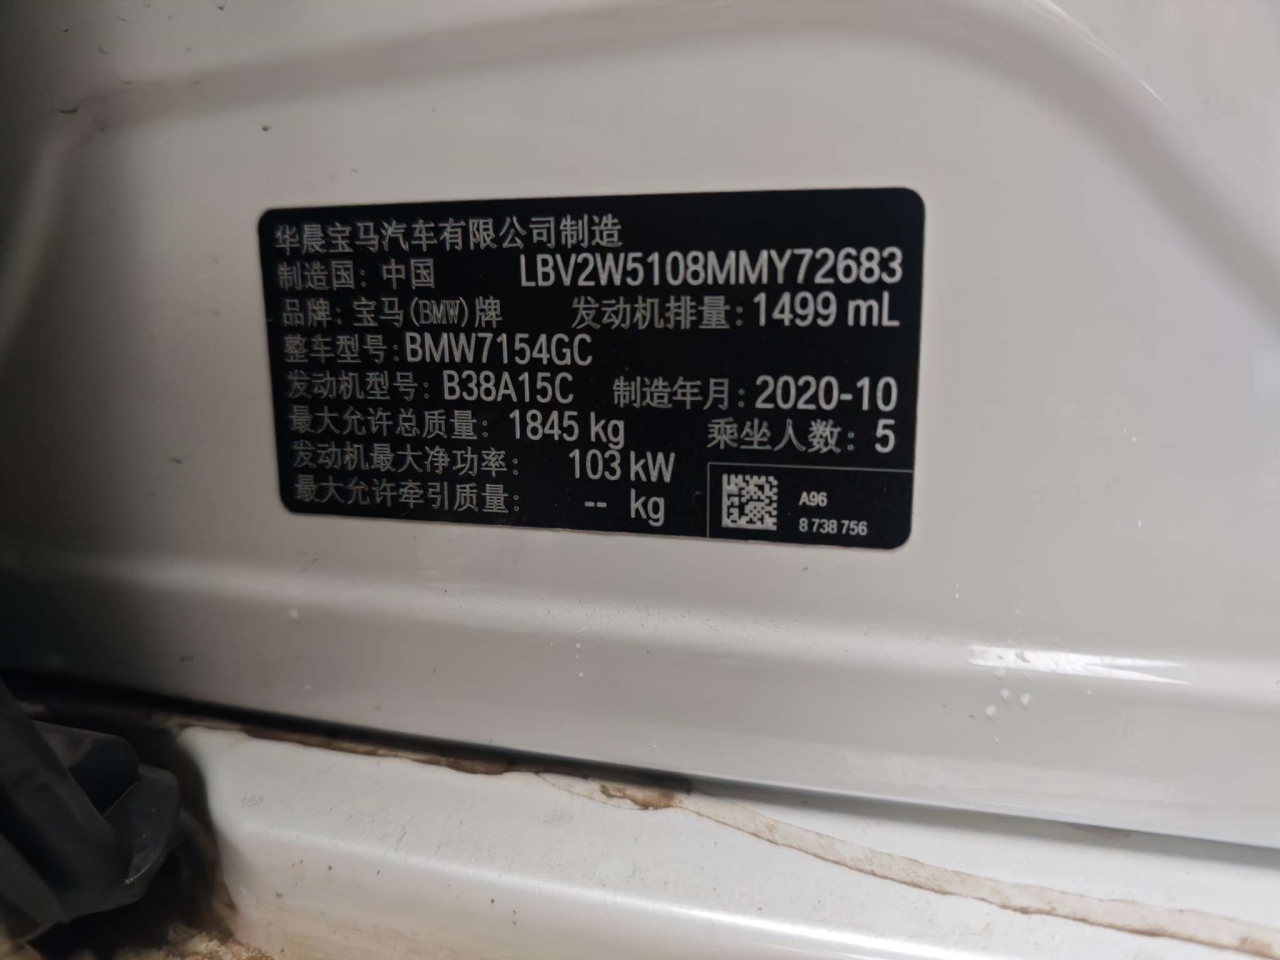 华晨宝马汽车有限公司制造
制造国: 中国 LBV2W5108MMY72683
品牌: 宝马(BMW)牌 发动机排量: 1499 mL
整车型号: BMW7154GC
发动机型号: B38A15C 制造年月: 2020-10
最大允许总质量: 1845 kg 乘坐人数: 5
发动机最大净功率: 103 kW
最大允许牵引质量: -- kg
A96
8 738 756